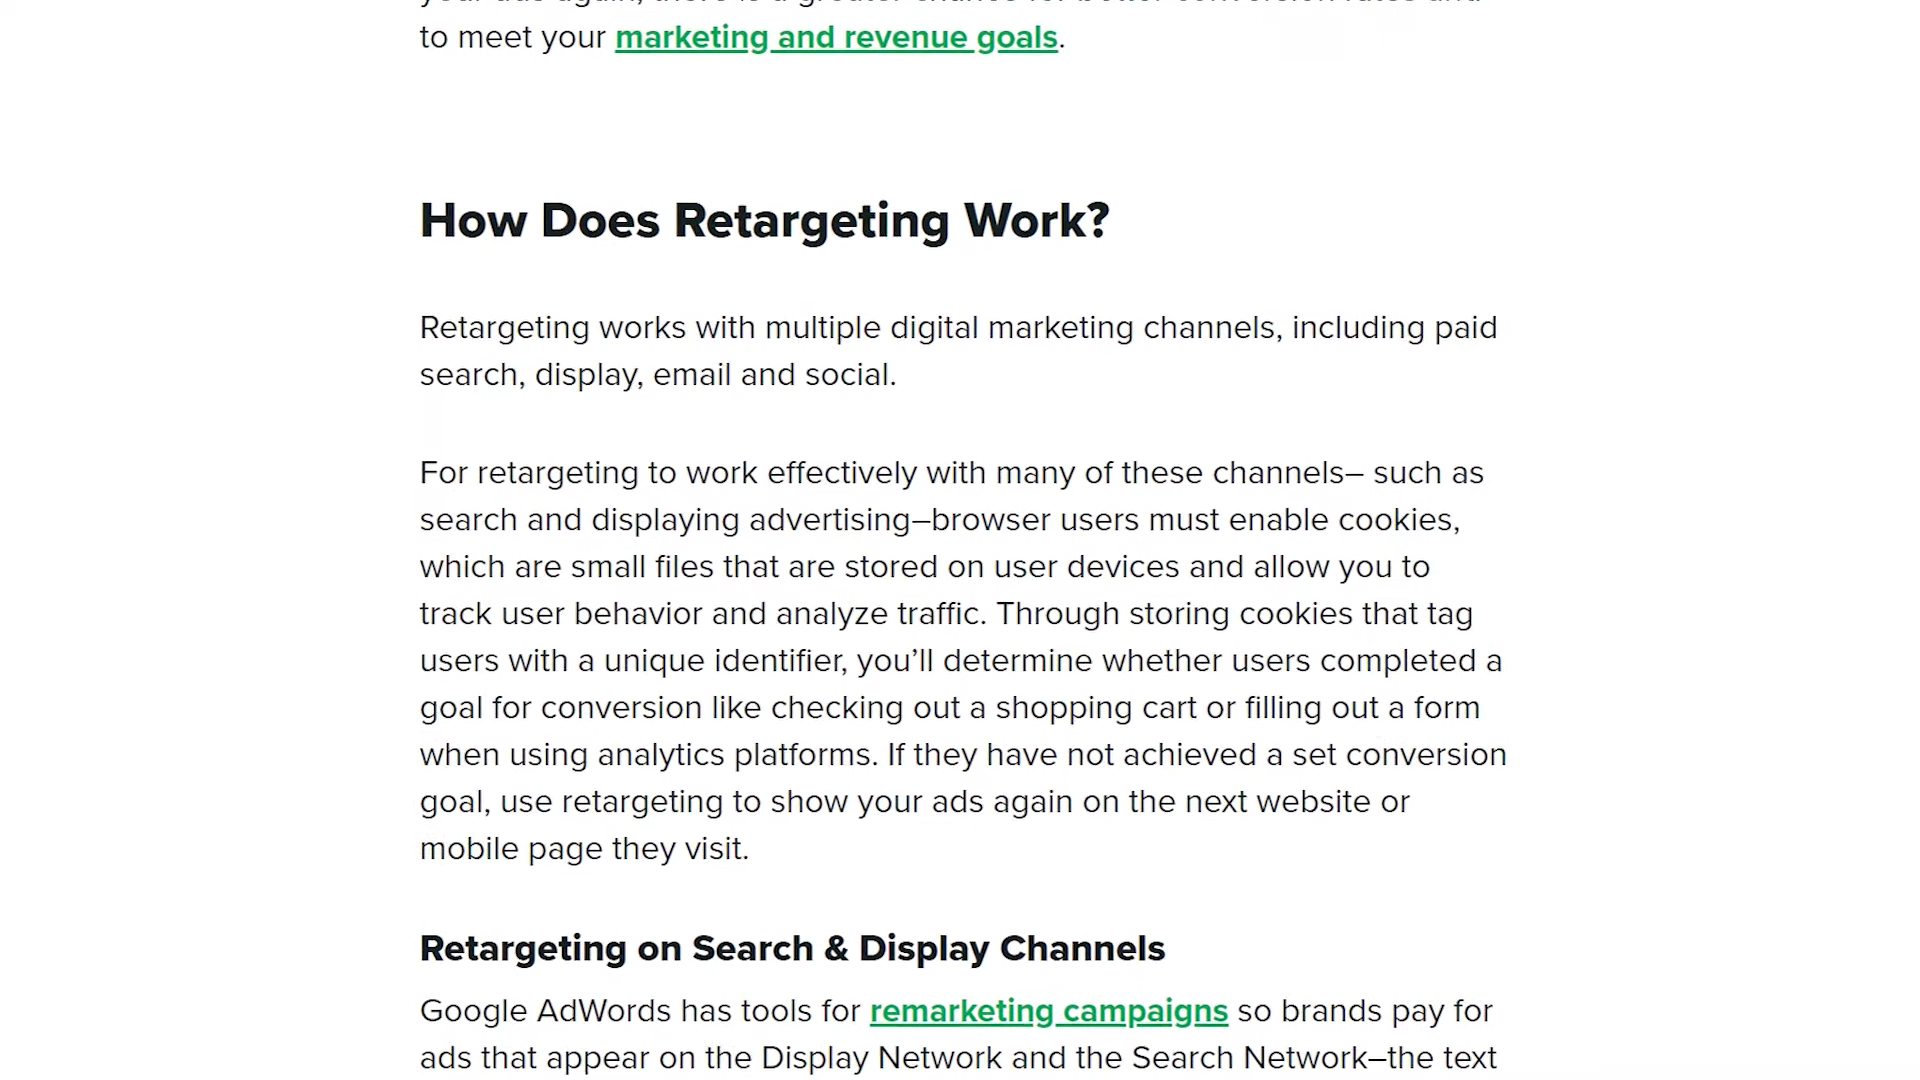 to meet your marketing and revenue goals.
How Does Retargeting Work?
Retargeting works with multiple digital marketing channels, including paid
search, display, email and social.
For retargeting to work effectively with many of these channels– such as
search and displaying advertising–browser users must enable cookies,
which are small files that are stored on user devices and allow you to
track user behavior and analyze traffic. Through storing cookies that tag
users with a unique identifier, you’ll determine whether users completed a
goal for conversion like checking out a shopping cart or filling out a form
when using analytics platforms. If they have not achieved a set conversion
goal, use retargeting to show your ads again on the next website or
mobile page they visit.
Retargeting on Search & Display Channels
Google AdWords has tools for remarketing campaigns so brands pay for
ads that appear on the Display Network and the Search Network–the text